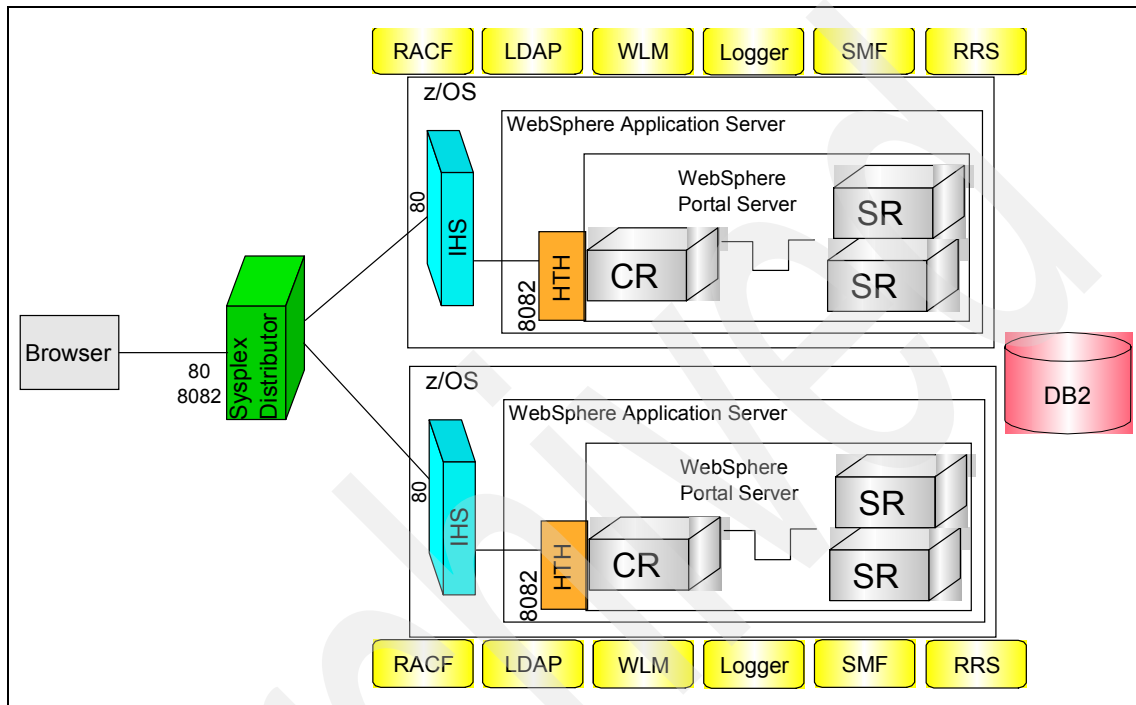 RACF LDAP WLM Logger SMF RRS
z/OS
WebSphere Application Server
WebSphere
Portal Server
80
IHS
HTH
8082
CR
SR
SR
Browser
80
8082
Sysplex
Distributor
DB2
z/OS
WebSphere Application Server
WebSphere
Portal Server
80
IHS
HTH
8082
CR
SR
SR
RACF LDAP WLM Logger SMF RRS